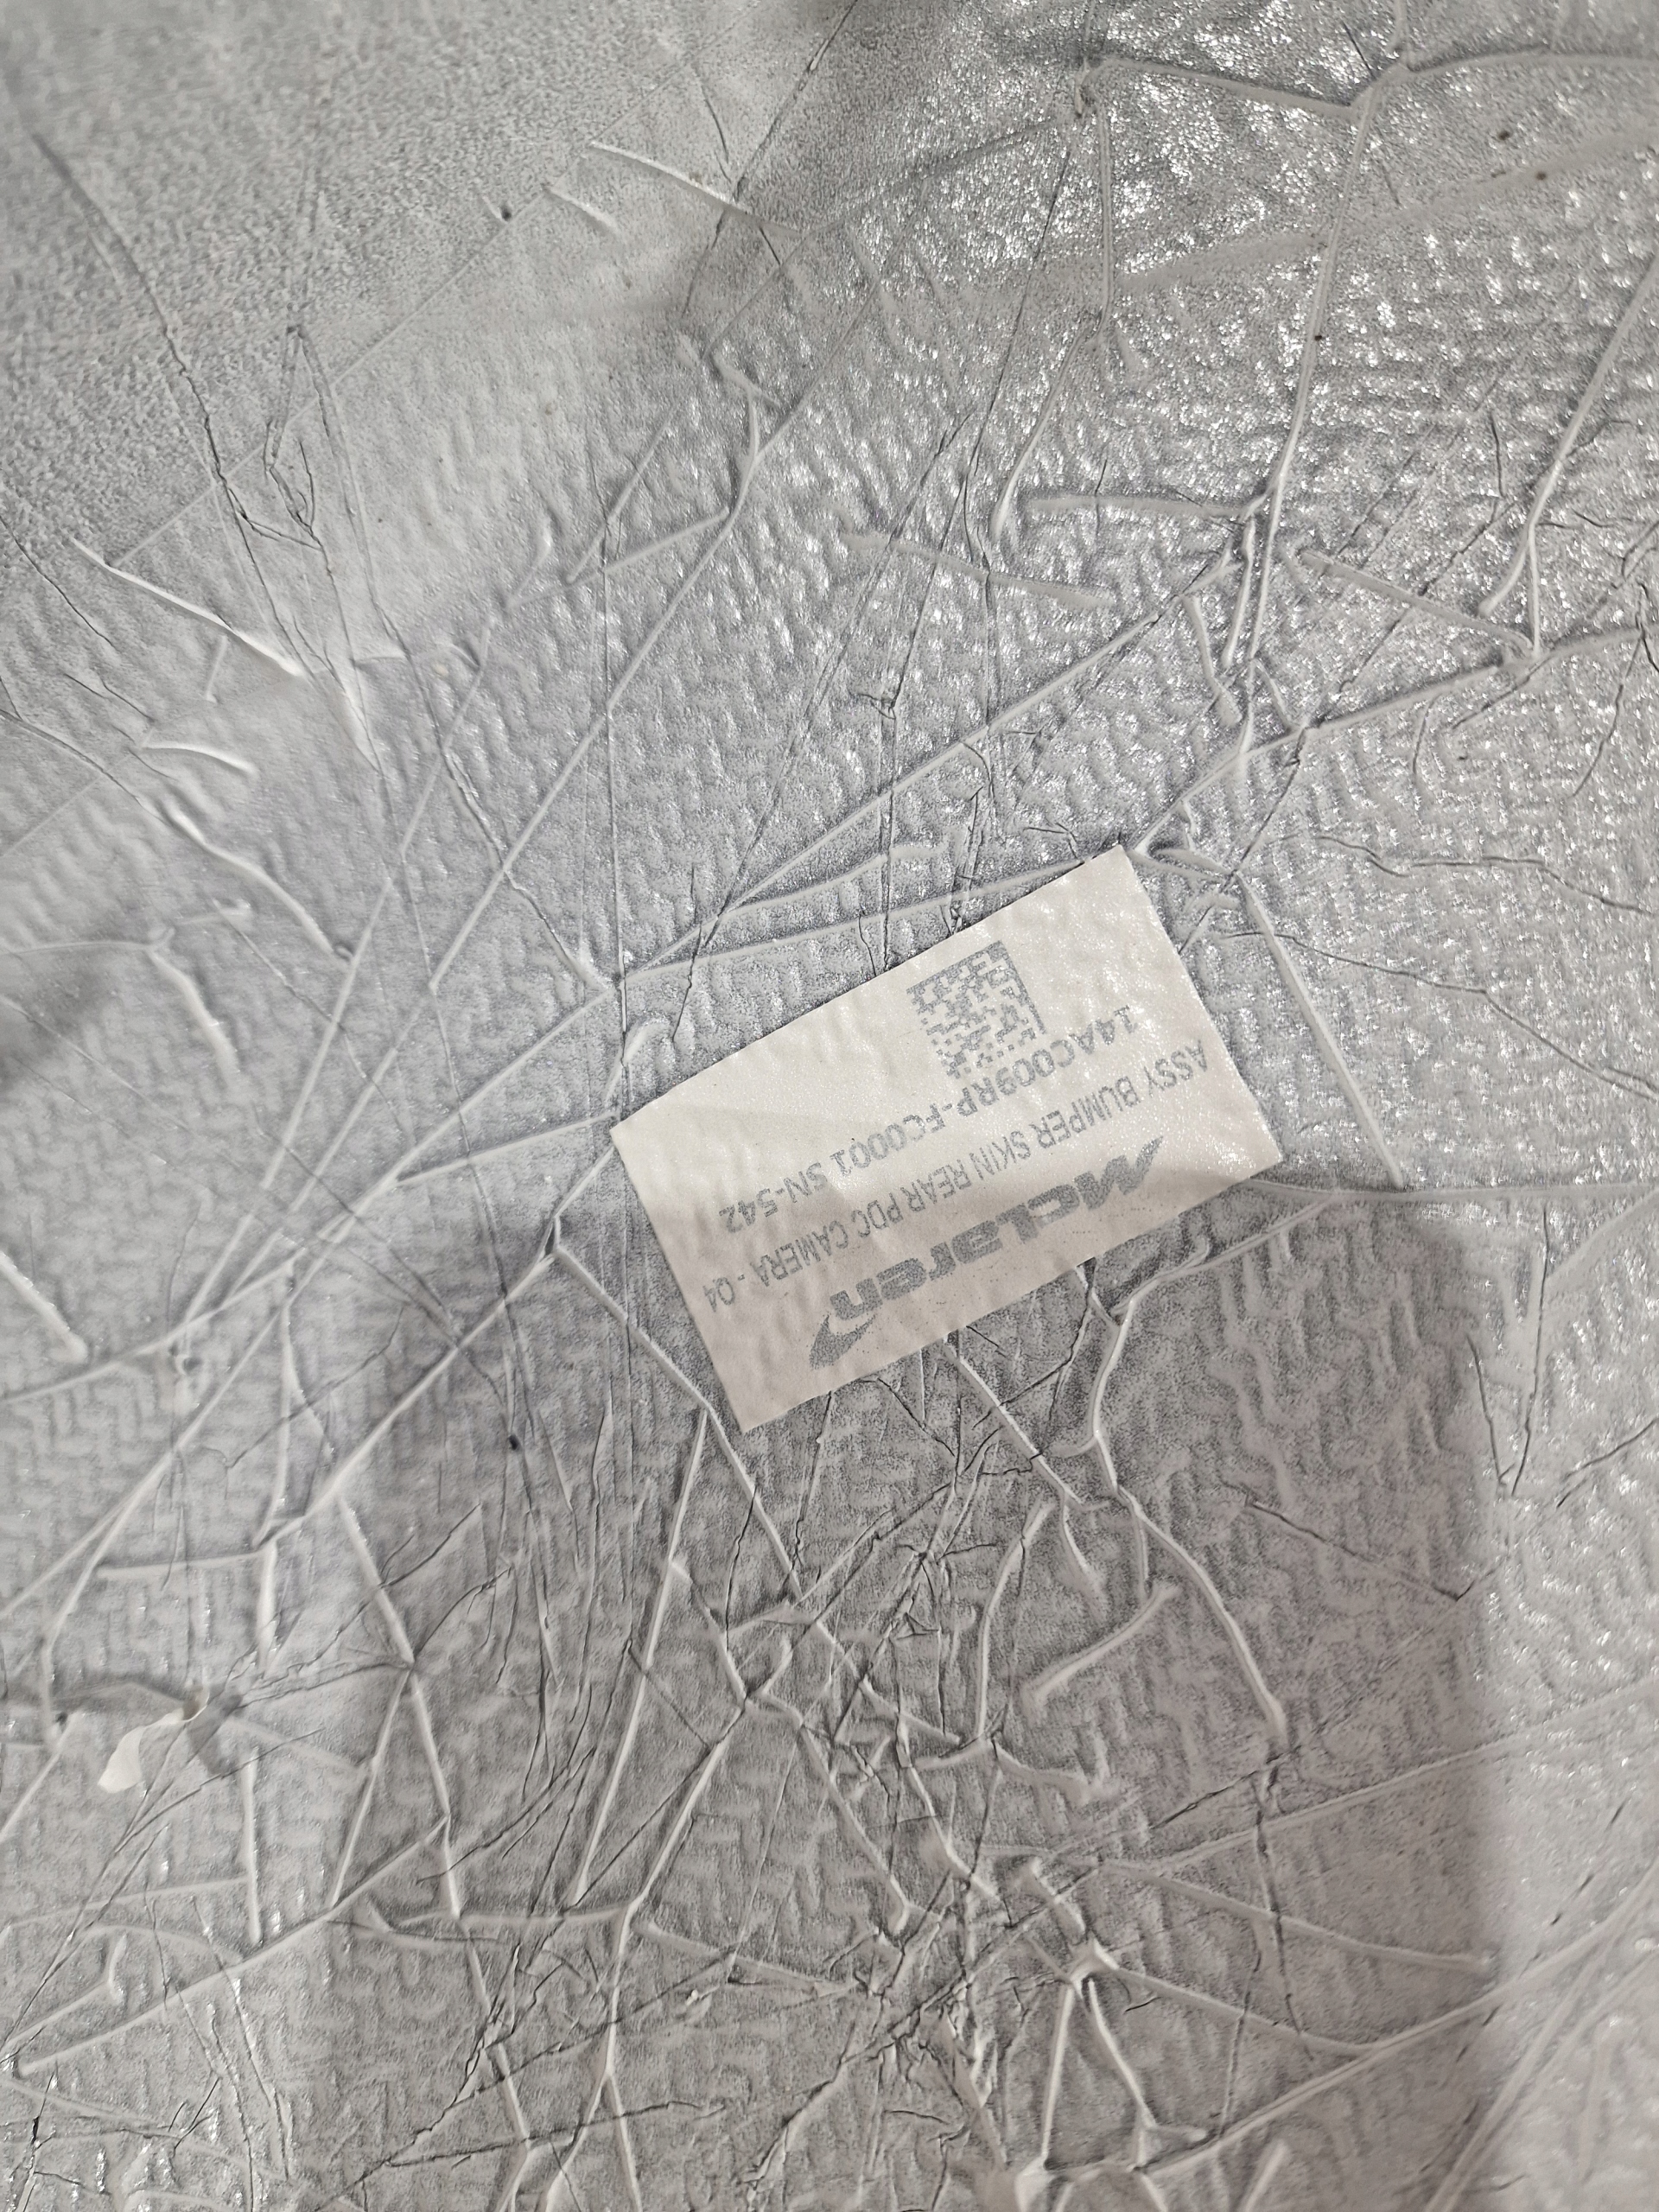 McLaren
ASSY BUMPER SKIN REAR PDC CAMERA - 04
14AC009RP-FC0001 SN-542